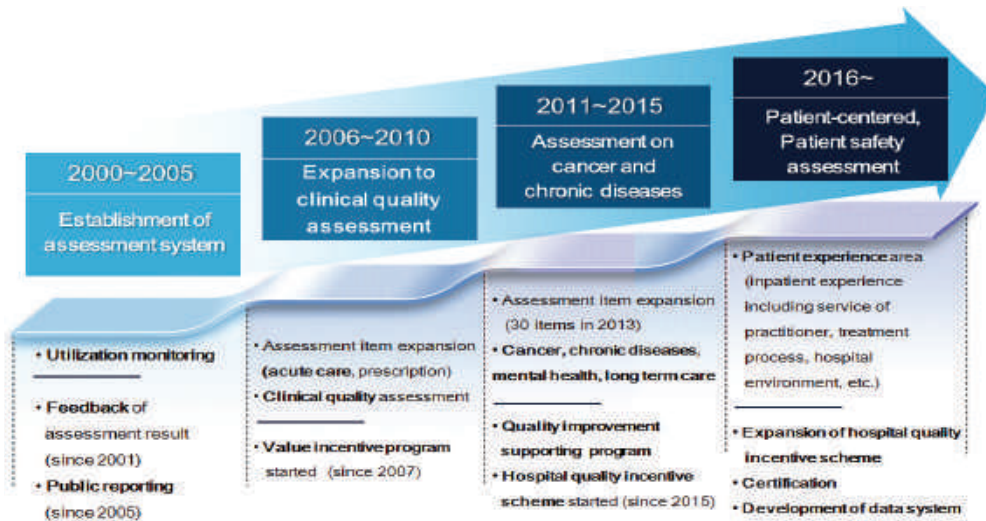 2000~2005
Establishment of
assessment system
• Utilization monitoring
• Feedback of
assessment result
(since 2001)
• Public reporting
(since 2005)
2006~2010
Expansion to
clinical quality
assessment
• Assessment item expansion
(acute care, prescription)
• Clinical quality assessment
• Value incentive program
started (since 2007)
2011~2015
Assessment on
cancer and
chronic diseases
• Assessment item expansion
(30 items in 2013)
• Cancer, chronic diseases,
mental health, long term care
• Quality improvement
supporting program
• Hospital quality incentive
scheme started (since 2015)
2016~
Patient-centered,
Patient safety
assessment
• Patient experience area
(inpatient experience
including service of
practitioner, treatment
process, hospital
environment, etc.)
• Expansion of hospital quality
incentive scheme
• Certification
• Development of data system